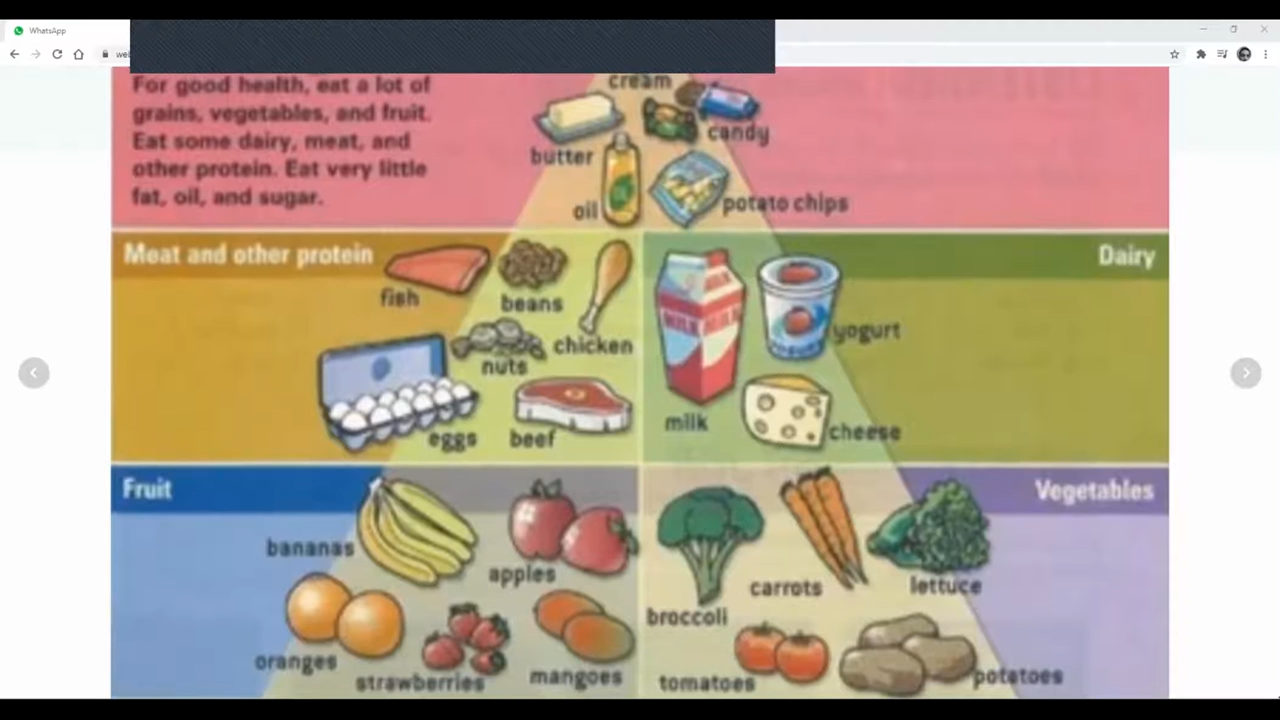 WhatsApp
For good health, eat a lot of
grains, vegetables, and fruit.
Eat some dairy, meat, and
other protein. Eat very little
fat, oil, and sugar.
cream
butter
candy
oil
potato chips
Meat and other protein
fish
beans
chicken
nuts
eggs
beef
Dairy
MILK
MILK
milk
yogurt
cheese
Fruit
bananas
apples
oranges
strawberries
mangoes
Vegetables
broccoli
carrots
lettuce
tomatoes
potatoes